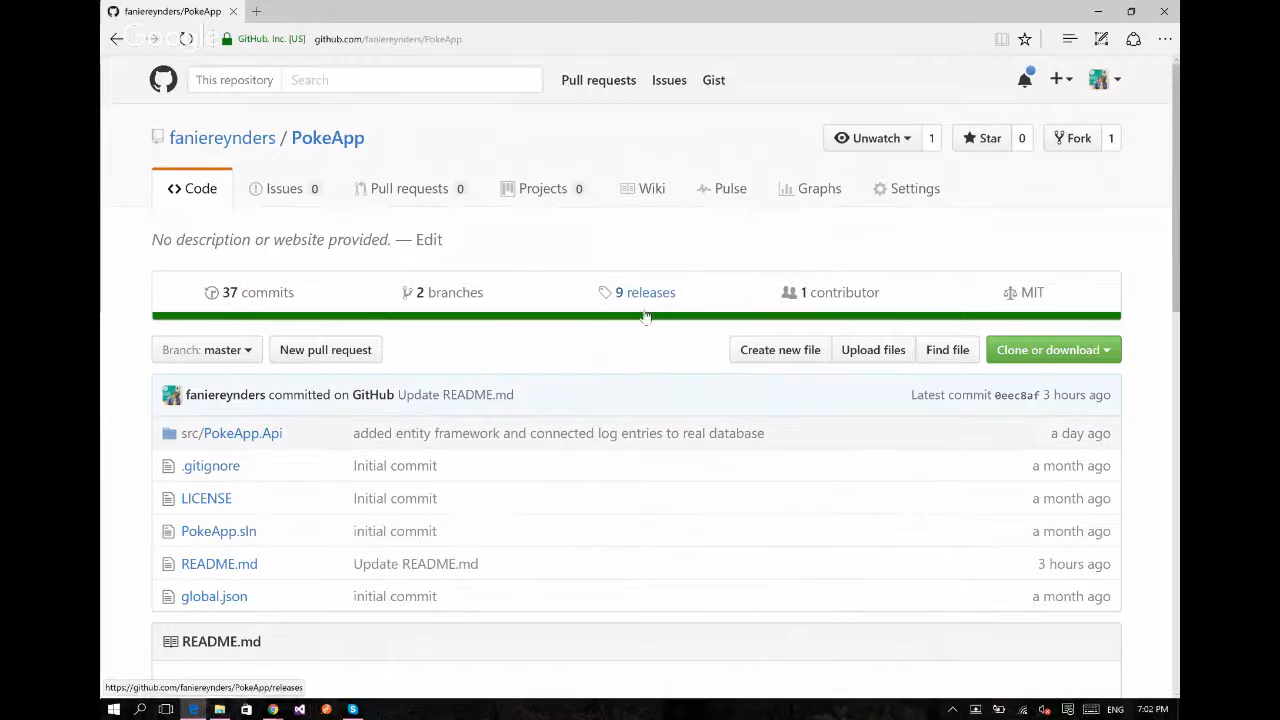 faniereynders/PokeApp
GitHub, Inc. [US] github.com/faniereynders/PokeApp
This repository Search Pull requests Issues Gist
faniereynders / PokeApp Unwatch 1 Star 0 Fork 1
Code Issues 0 Pull requests 0 Projects 0 Wiki Pulse Graphs Settings
No description or website provided. — Edit
37 commits 2 branches 9 releases 1 contributor MIT
Branch: master New pull request Create new file Upload files Find file Clone or download
faniereynders committed on GitHub Update README.md Latest commit 0eec8af 3 hours ago
src/PokeApp.Api added entity framework and connected log entries to real database a day ago
.gitignore Initial commit a month ago
LICENSE Initial commit a month ago
PokeApp.sln initial commit a month ago
README.md Update README.md 3 hours ago
global.json initial commit a month ago
README.md
https://github.com/faniereynders/PokeApp/releases
ENG 7:02 PM